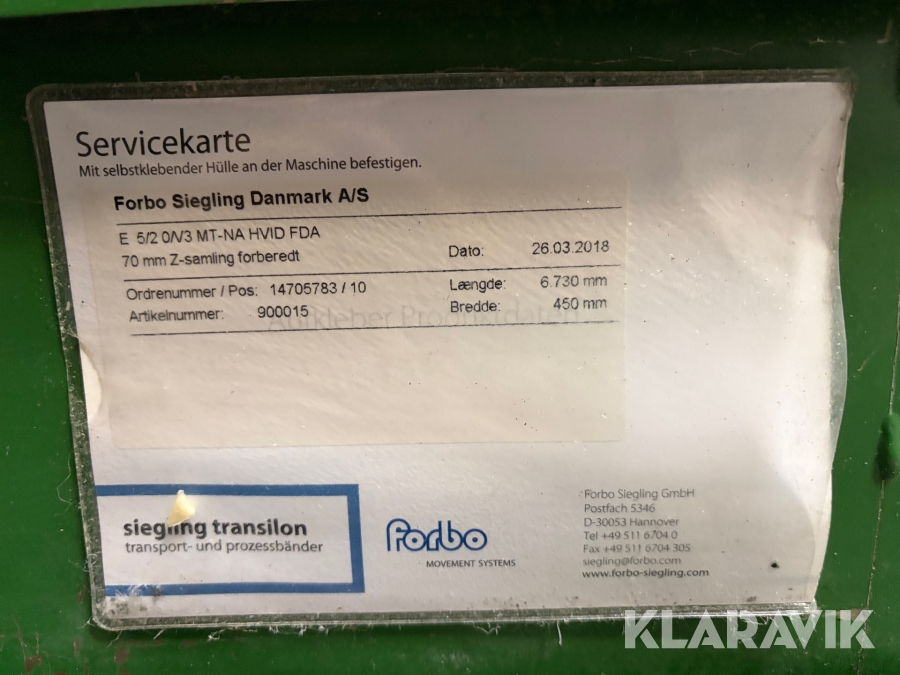 Servicekarte
Mit selbstklebender Hülle an der Maschine befestigen.
Forbo Siegling Danmark A/S
E 5/2 0/V3 MT-NA HVID FDA
70 mm Z-samling forberedt
Dato: 26.03.2018
Ordrenummer / Pos: 14705783 / 10
Længde: 6.730 mm
Artikelnummer: 900015
Bredde: 450 mm
Aufkleber Produktdaten
siegling transilon
transport- und prozessbänder
Forbo
MOVEMENT SYSTEMS
Forbo Siegling GmbH
Postfach 5346
D-30053 Hannover
Tel +49 511 6704 0
Fax +49 511 6704 305
siegling@forbo.com
www.forbo-siegling.com
KLARAVIK